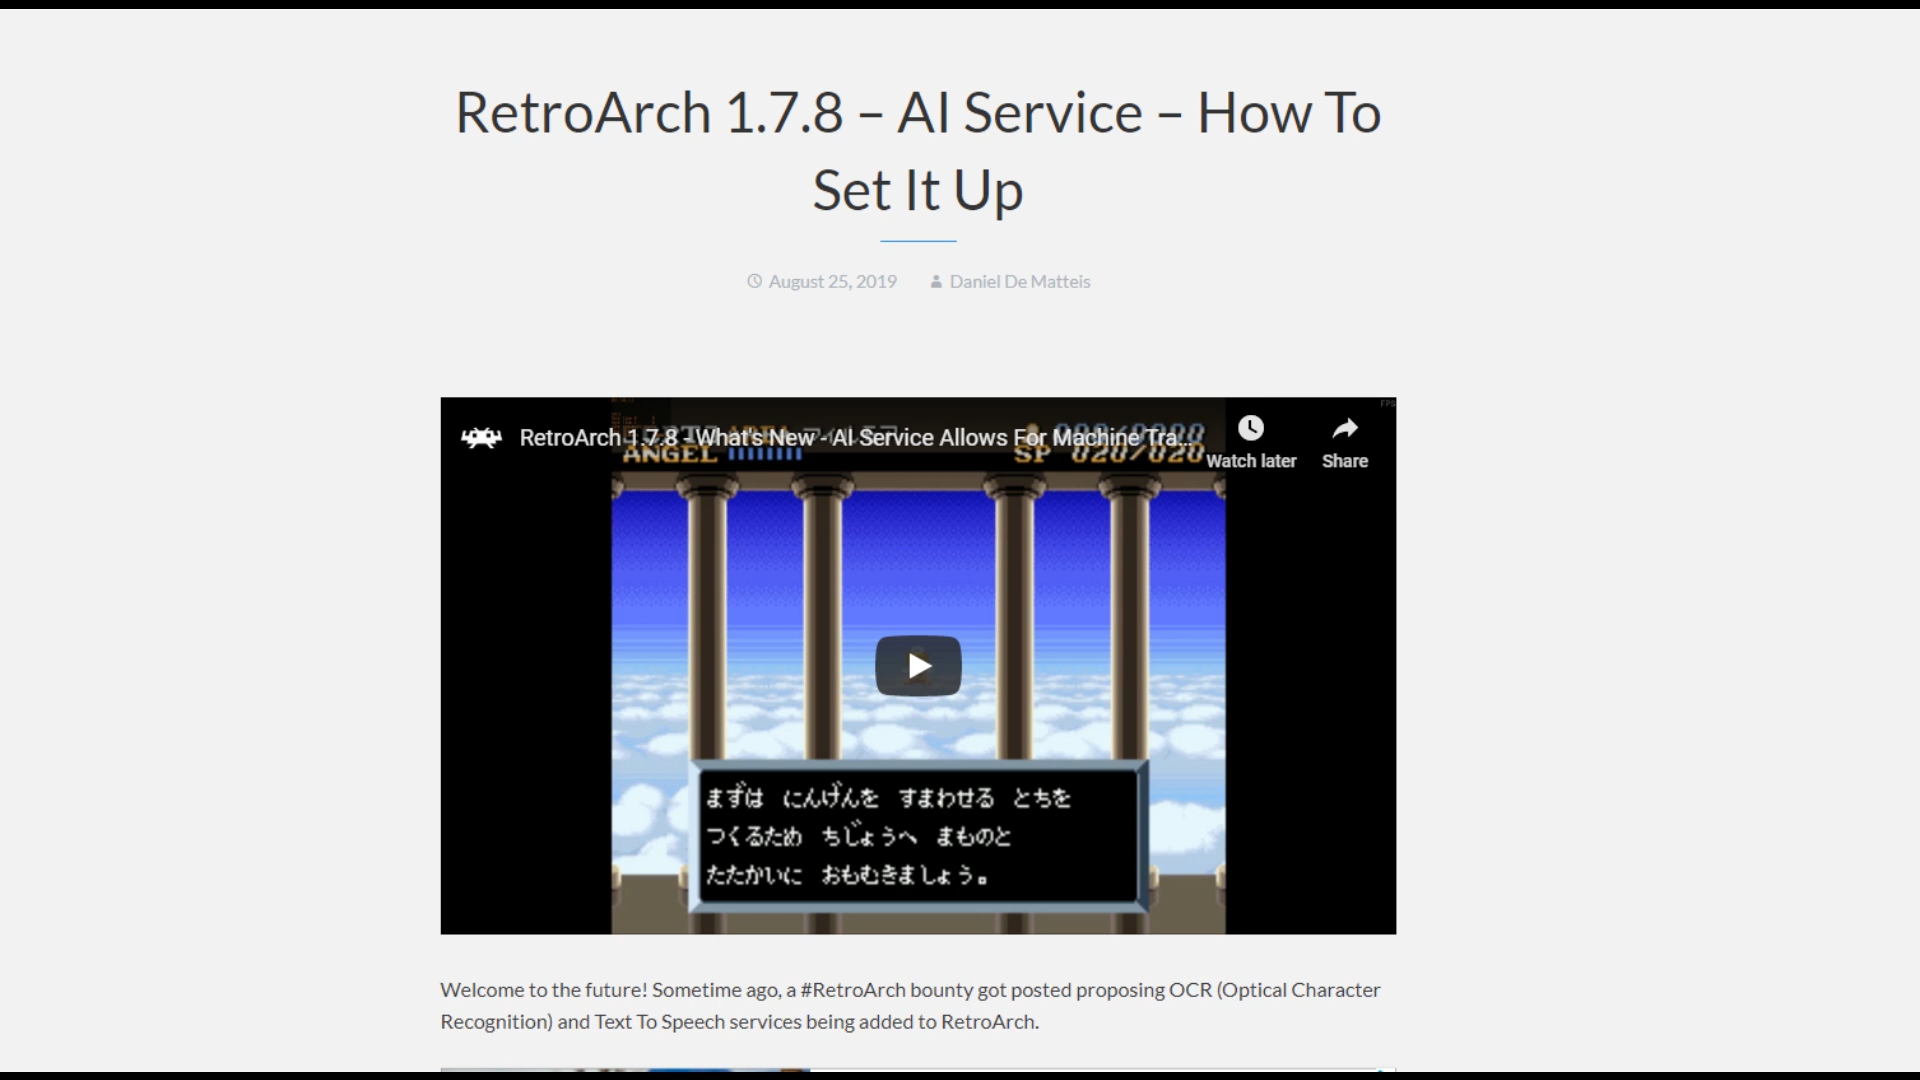 RetroArch 1.7.8 – AI Service – How To
Set It Up
August 25, 2019 Daniel De Matteis
FPS
RetroArch 1.7.8 - What's New - AI Service Allows For Machine Tra...
Watch later Share
ANGEL SP 020/020
まずは にんげんを すまわせる とちを
つくるため ちじょうへ まものと
たたかいに おもむきましょう。
Welcome to the future! Sometime ago, a #RetroArch bounty got posted proposing OCR (Optical Character
Recognition) and Text To Speech services being added to RetroArch.